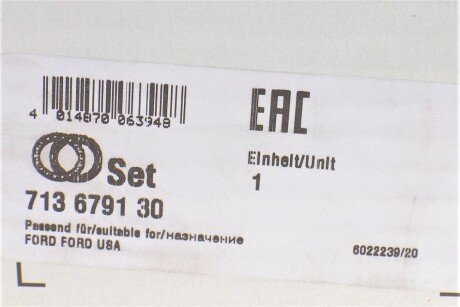 4 014870 063948
EAC
Set
Einheit/Unit
1
713 6791 30
Passend für/suitable for/назначение
FORD FORD USA
6022239/20